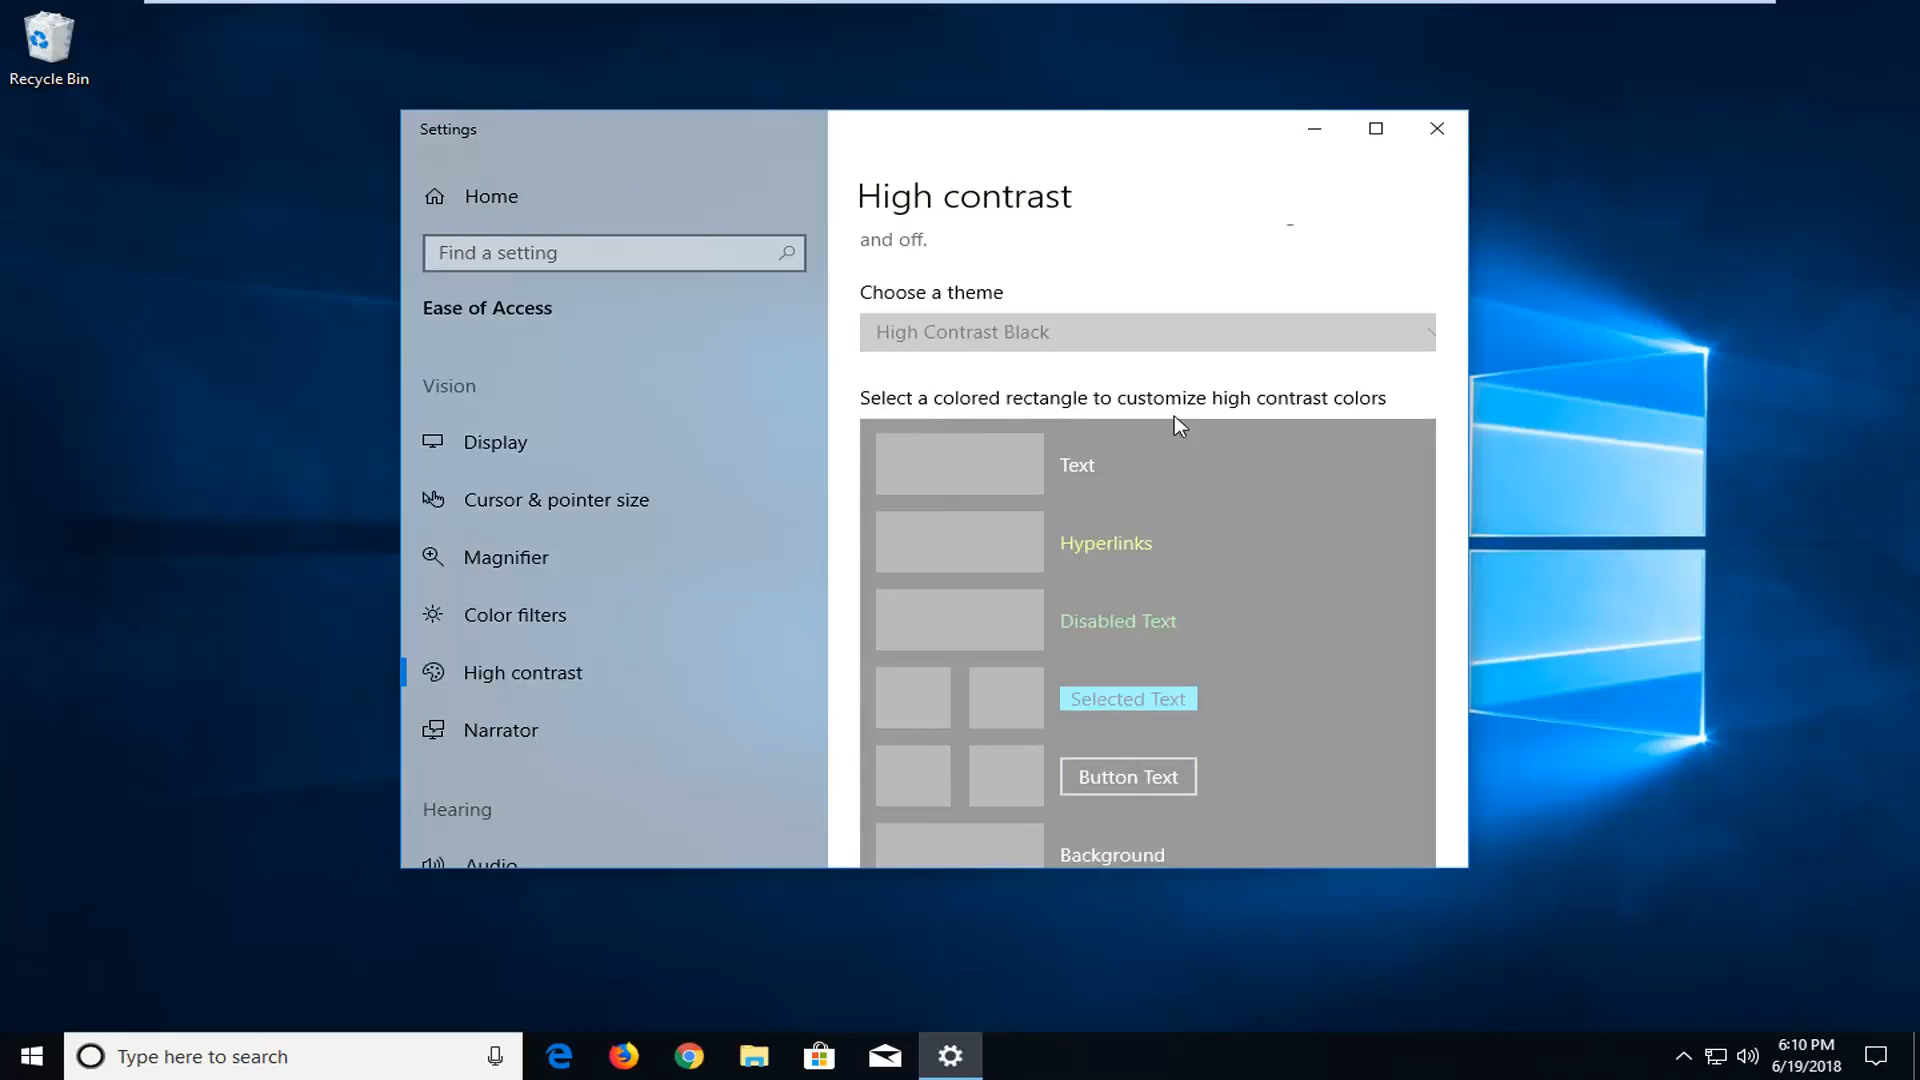 Recycle Bin
Settings
Home
Find a setting
Ease of Access
Vision
Display
Cursor & pointer size
Magnifier
Color filters
High contrast
Narrator
Hearing
Audio
High contrast
and off.
Choose a theme
High Contrast Black
Select a colored rectangle to customize high contrast colors
Text
Hyperlinks
Disabled Text
Selected Text
Button Text
Background
Type here to search
6:10 PM
6/19/2018